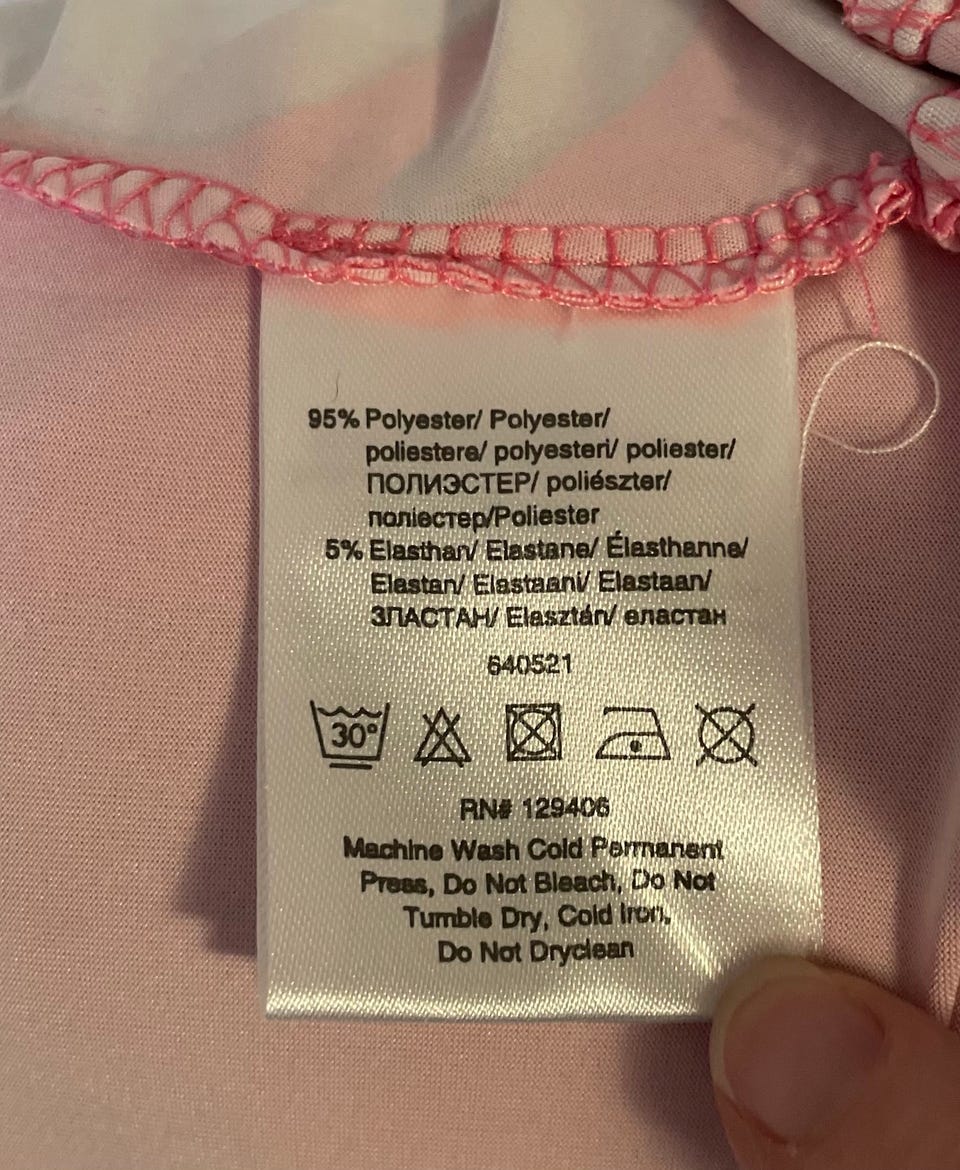 95% Polyester/ Polyester/
poliestere/ polyesteri/ poliester/
ПОЛИЭСТЕР/ poliészter/
поліестер/Poliester
5% Elasthan/ Elastane/ Élasthanne/
Elastan/ Elastaani/ Elastaan/
ЗПАСТАН/ Elasztán/ еластан
640521
30°
RN# 129406
Machine Wash Cold Permanent
Press, Do Not Bleach, Do Not
Tumble Dry, Cold Iron,
Do Not Dryclean